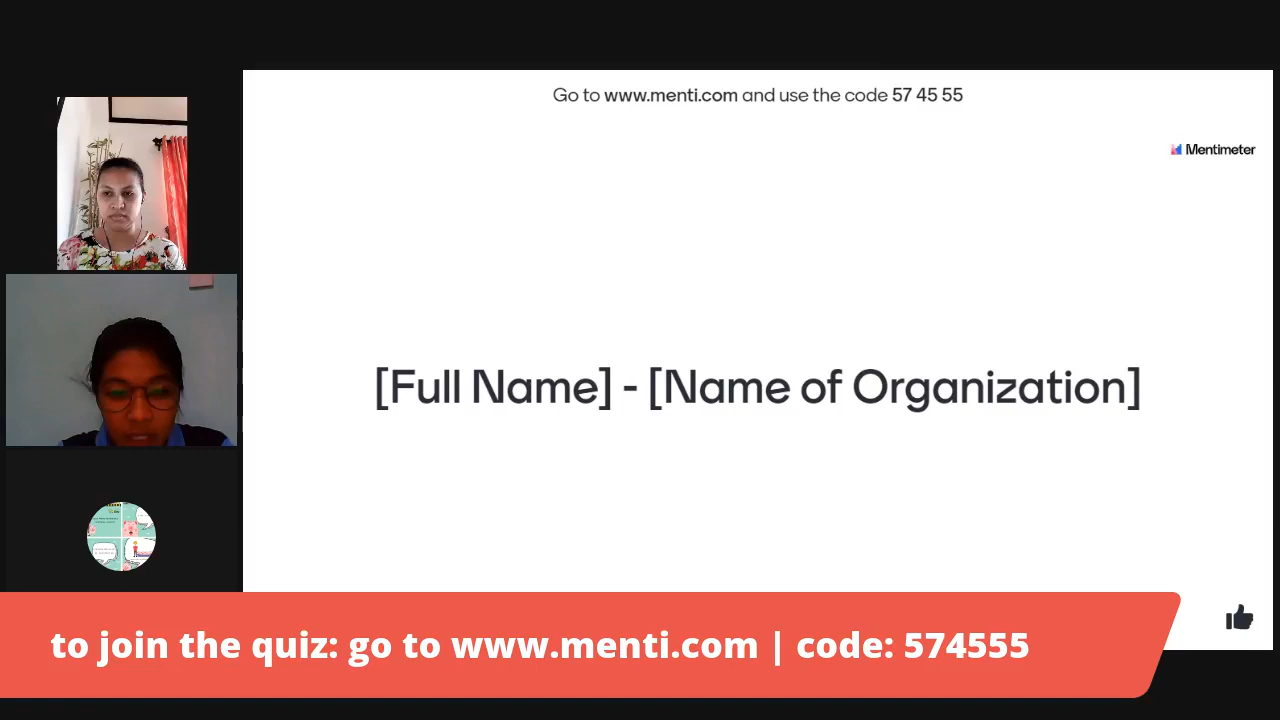 Go to www.menti.com and use the code 57 45 55
Mentimeter
[Full Name] - [Name of Organization]
to join the quiz: go to www.menti.com | code: 574555